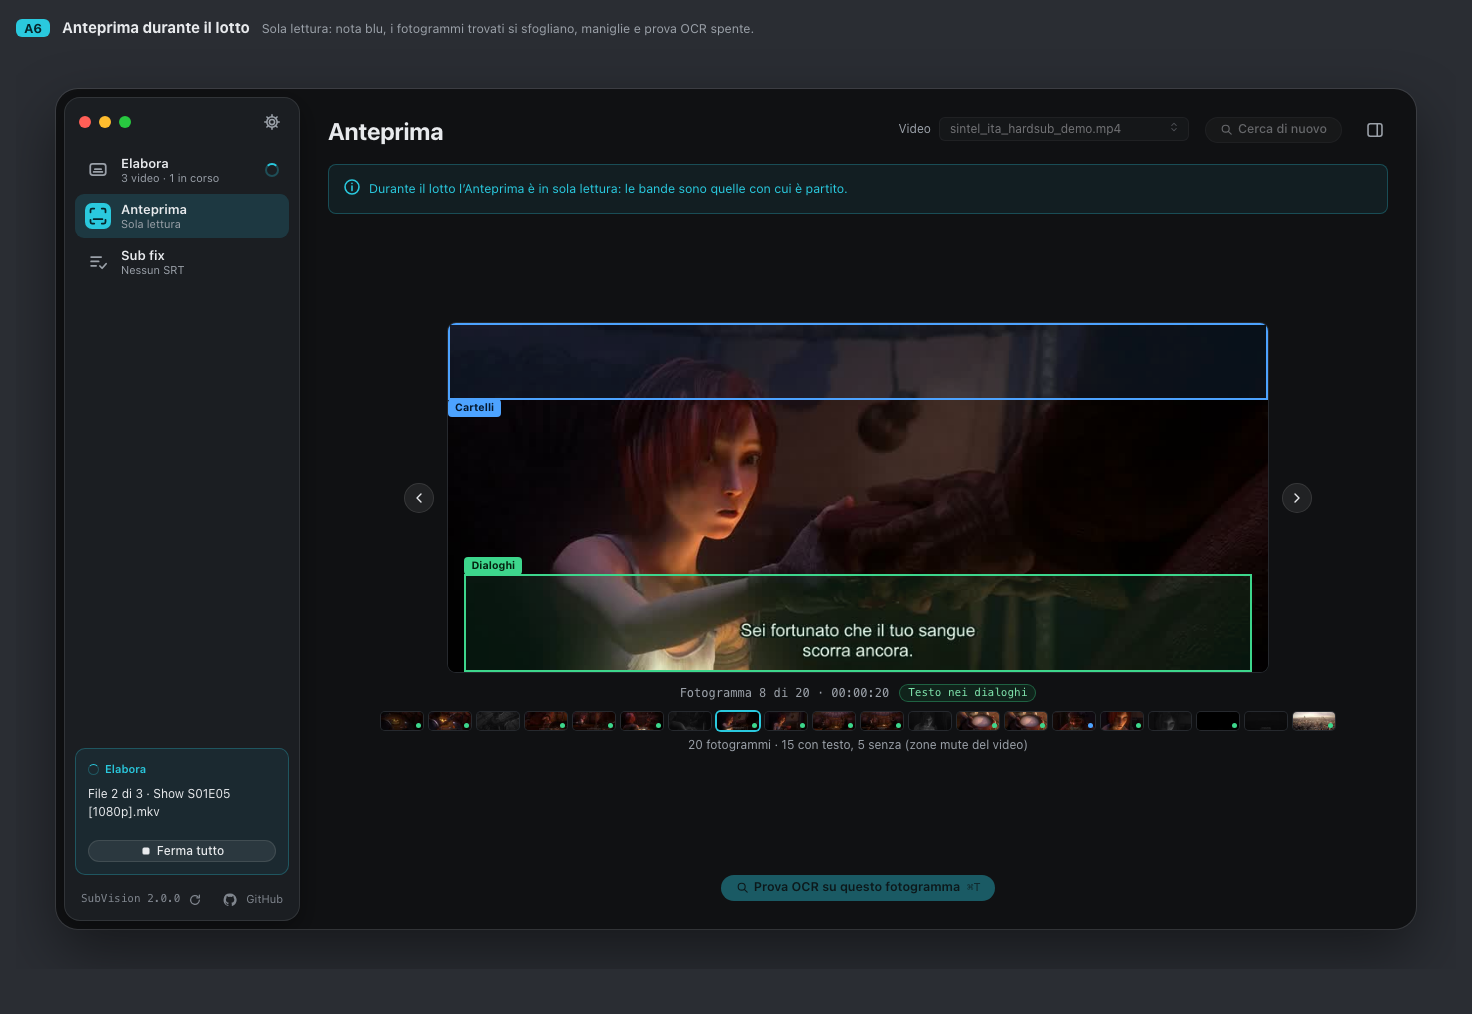 A6 Anteprima durante il lotto Sola lettura: nota blu, i fotogrammi trovati si sfogliano, maniglie e prova OCR spente.
Elabora
3 video · 1 in corso
Anteprima
Sola lettura
Sub fix
Nessun SRT
Elabora
File 2 di 3 · Show S01E05
[1080p].mkv
Ferma tutto
SubVision 2.0.0 GitHub
Anteprima
Video sintel_ita_hardsub_demo.mp4 Cerca di nuovo
Durante il lotto l'Anteprima è in sola lettura: le bande sono quelle con cui è partito.
Cartelli
Dialoghi
Sei fortunato che il tuo sangue
scorra ancora.
Fotogramma 8 di 20 · 00:00:20 Testo nei dialoghi
20 fotogrammi · 15 con testo, 5 senza (zone mute del video)
Prova OCR su questo fotogramma ⌘T